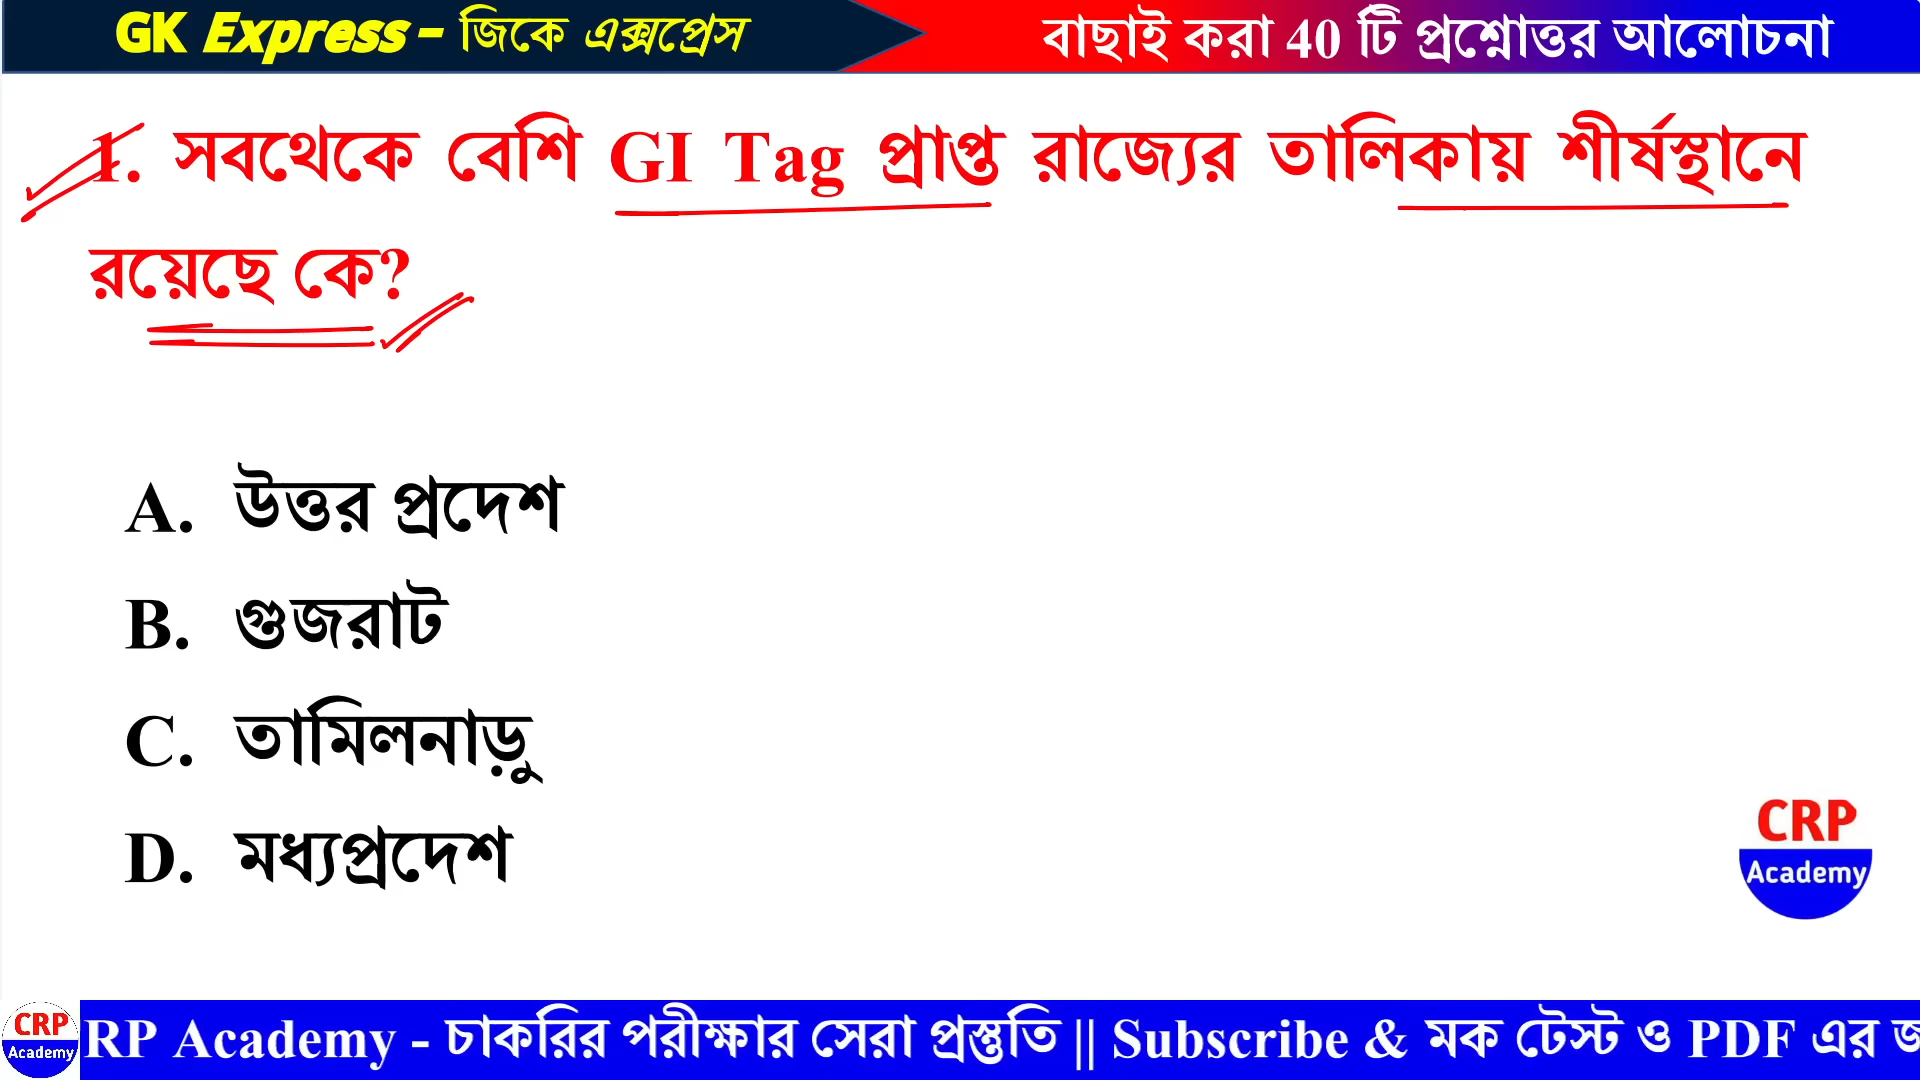 GK Express – জিকে এক্সপ্রেস
বাছাই করা 40 টি প্রশ্নোত্তর আলোচনা
1. সবথেকে বেশি GI Tag প্রাপ্ত রাজ্যের তালিকায় শীর্ষস্থানে
রয়েছে কে?
A. উত্তর প্রদেশ
B. গুজরাট
C. তামিলনাড়ু
D. মধ্যপ্রদেশ
CRP
Academy
CRP
Academy
RP Academy - চাকরির পরীক্ষার সেরা প্রস্তুতি || Subscribe & মক টেস্ট ও PDF এর